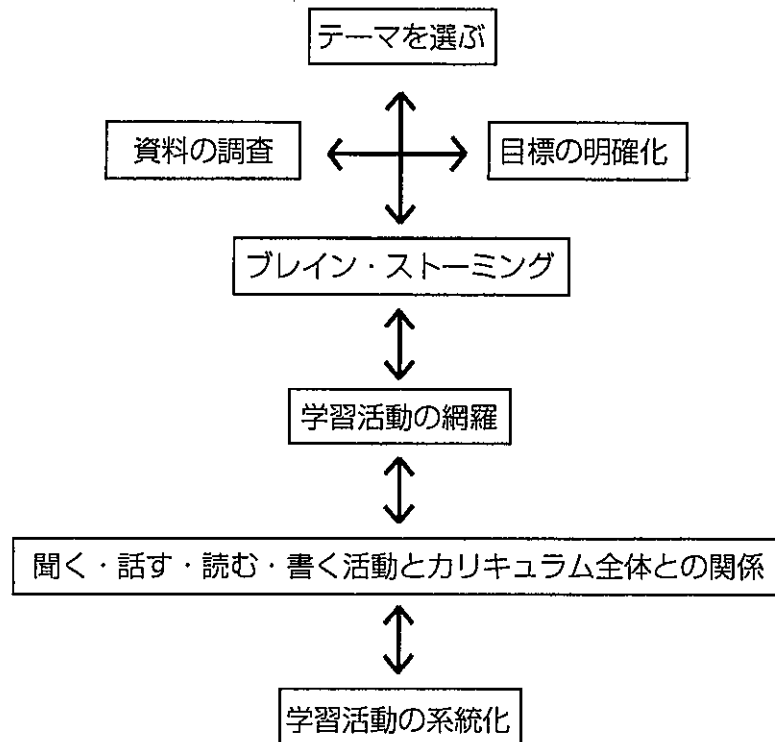 テーマを選ぶ
資料の調査
目標の明確化
ブレイン・ストーミング
学習活動の網羅
聞く・話す・読む・書く活動とカリキュラム全体との関係
学習活動の系統化